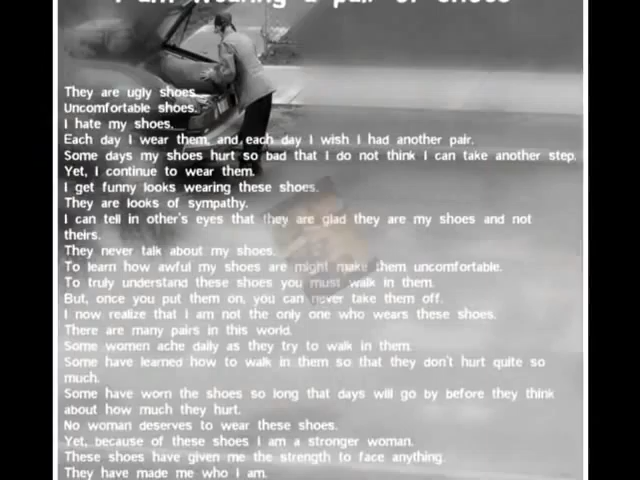 I am wearing a pair of shoes
They are ugly shoes
Uncomfortable shoes.
I hate my shoes.
Each day I wear them, and each day I wish I had another pair.
Some days my shoes hurt so bad that I do not think I can take another step.
Yet, I continue to wear them.
I get funny looks wearing these shoes.
They are looks of sympathy.
I can tell in other's eyes that they are glad they are my shoes and not
theirs.
They never talk about my shoes.
To learn how awful my shoes are might make them uncomfortable.
To truly understand these shoes you must walk in them.
But, once you put them on, you can never take them off.
I now realize that I am not the only one who wears these shoes.
There are many pairs in this world.
Some women ache daily as they try to walk in them.
Some have learned how to walk in them so that they don't hurt quite so
much.
Some have worn the shoes so long that days will go by before they think
about how much they hurt.
No woman deserves to wear these shoes.
Yet, because of these shoes I am a stronger woman.
These shoes have given me the strength to face anything.
They have made me who I am.